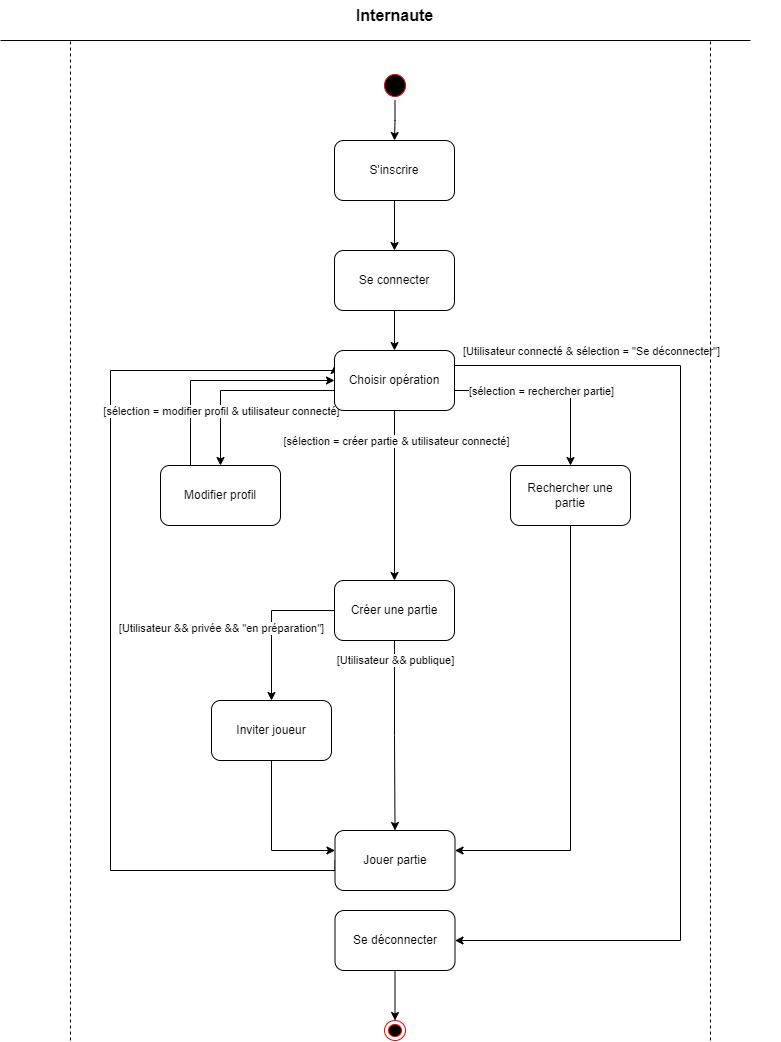 Internaute
S'inscrire
Se connecter
[Utilisateur connecté & sélection = "Se déconnecter"]
Choisir opération
[sélection = rechercher partie]
[sélection = modifier profil & utilisateur connecté]
[sélection = créer partie & utilisateur connecté]
Modifier profil
Rechercher une
partie
Créer une partie
[Utilisateur && privée && "en préparation"]
[Utilisateur && publique]
Inviter joueur
Jouer partie
Se déconnecter